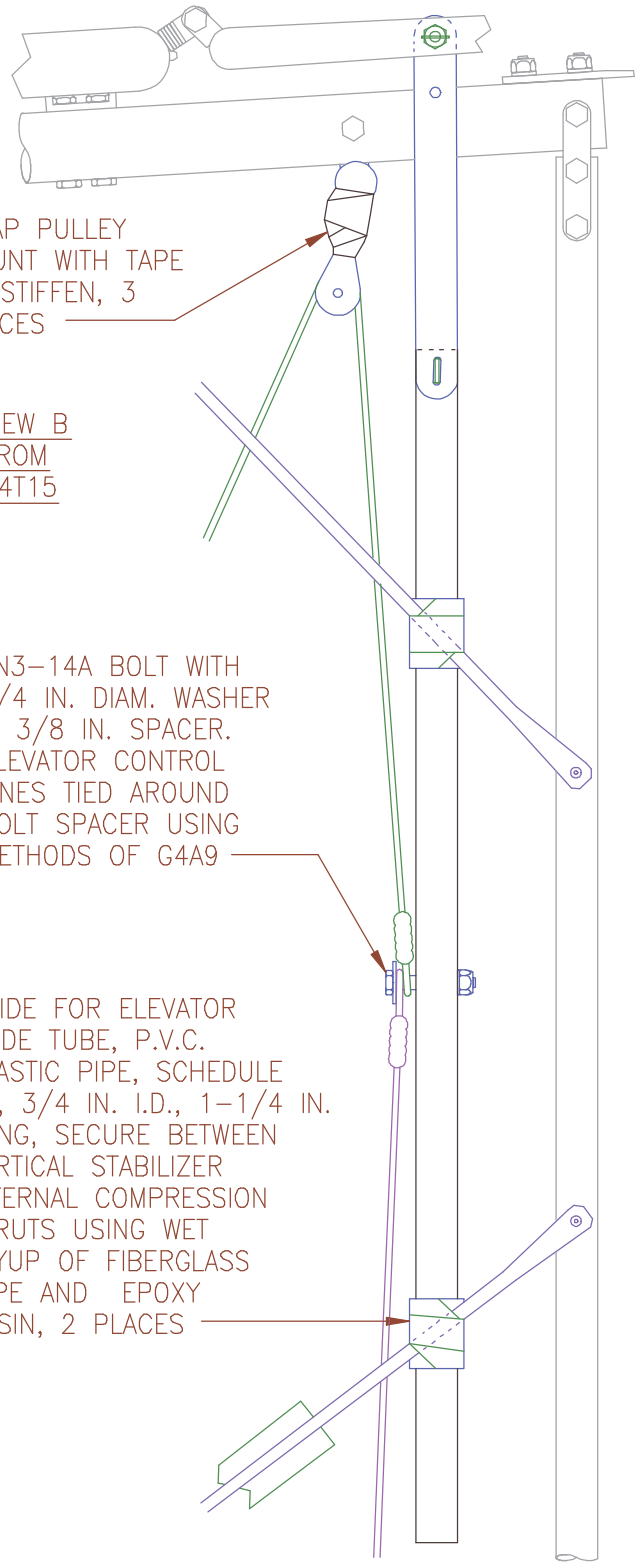 AP PULLEY
UNT WITH TAPE
STIFFEN, 3
CES
EW B
ROM
4T15
N3-14A BOLT WITH
/4 IN. DIAM. WASHER
3/8 IN. SPACER.
LEVATOR CONTROL
NES TIED AROUND
OLT SPACER USING
ETHODS OF G4A9
IDE FOR ELEVATOR
DE TUBE, P.V.C.
ASTIC PIPE, SCHEDULE
, 3/4 IN. I.D., 1-1/4 IN.
NG, SECURE BETWEEN
RTICAL STABILIZER
TERNAL COMPRESSION
RUTS USING WET
YUP OF FIBERGLASS
PE AND EPOXY
SIN, 2 PLACES